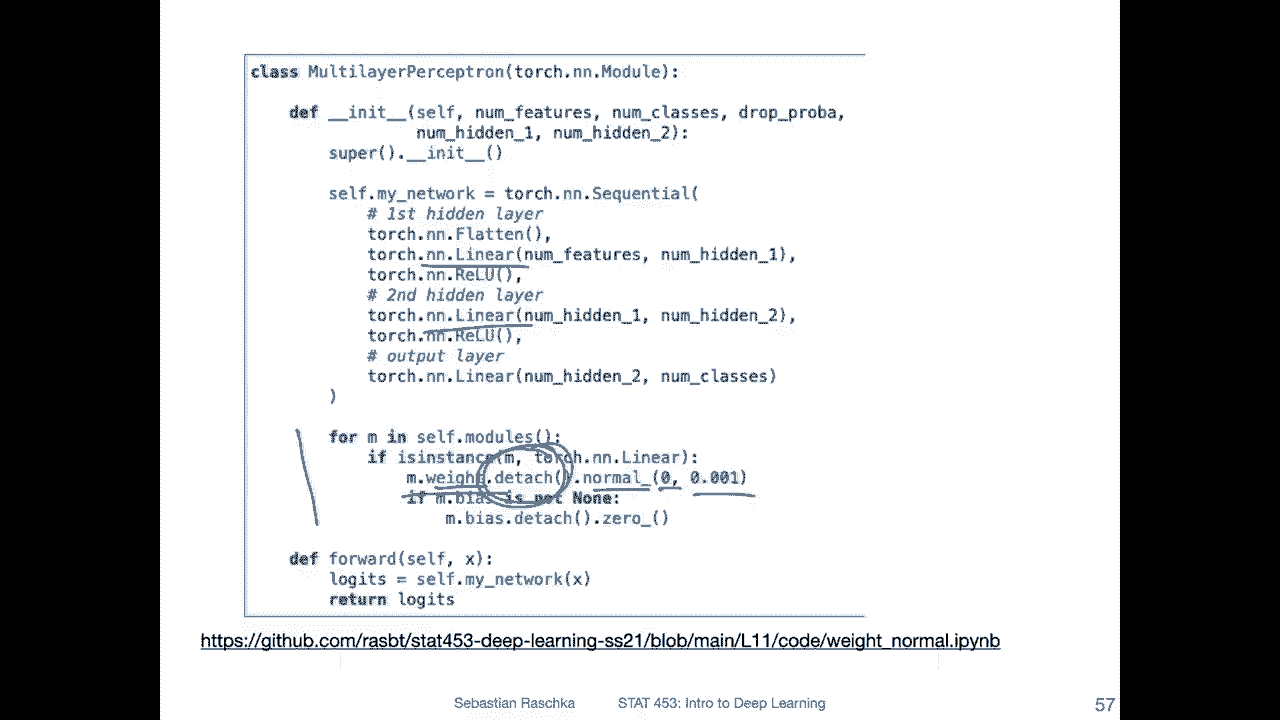 class MultilayerPerceptron(torch.nn.Module):
def __init__(self, num_features, num_classes, drop_proba,
num_hidden_1, num_hidden_2):
super().__init__()
self.my_network = torch.nn.Sequential(
# 1st hidden layer
torch.nn.Flatten(),
torch.nn.Linear(num_features, num_hidden_1),
torch.nn.ReLU(),
# 2nd hidden layer
torch.nn.Linear(num_hidden_1, num_hidden_2),
torch.nn.ReLU(),
# output layer
torch.nn.Linear(num_hidden_2, num_classes)
)
for m in self.modules():
if isinstance(m, torch.nn.Linear):
m.weight.detach().normal_(0, 0.001)
if m.bias is not None:
m.bias.detach().zero_()
def forward(self, x):
logits = self.my_network(x)
return logits
https://github.com/rasbt/stat453-deep-learning-ss21/blob/main/L11/code/weight_normal.ipynb
Sebastian Raschka STAT 453: Intro to Deep Learning 57